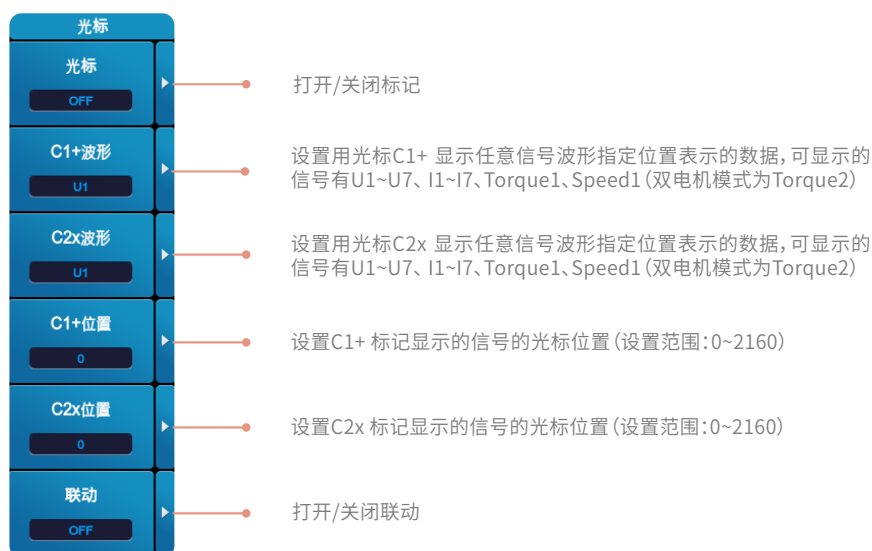 光标
光标
OFF
打开/关闭标记
C1+波形
U1
设置用光标C1+ 显示任意信号波形指定位置表示的数据,可显示的
信号有U1~U7、I1~I7、Torque1、Speed1(双电机模式为Torque2)
C2x波形
U1
设置用光标C2x 显示任意信号波形指定位置表示的数据,可显示的
信号有U1~U7、I1~I7、Torque1、Speed1(双电机模式为Torque2)
C1+位置
0
设置C1+ 标记显示的信号的光标位置(设置范围:0~2160)
C2x位置
0
设置C2x 标记显示的信号的光标位置(设置范围:0~2160)
联动
OFF
打开/关闭联动